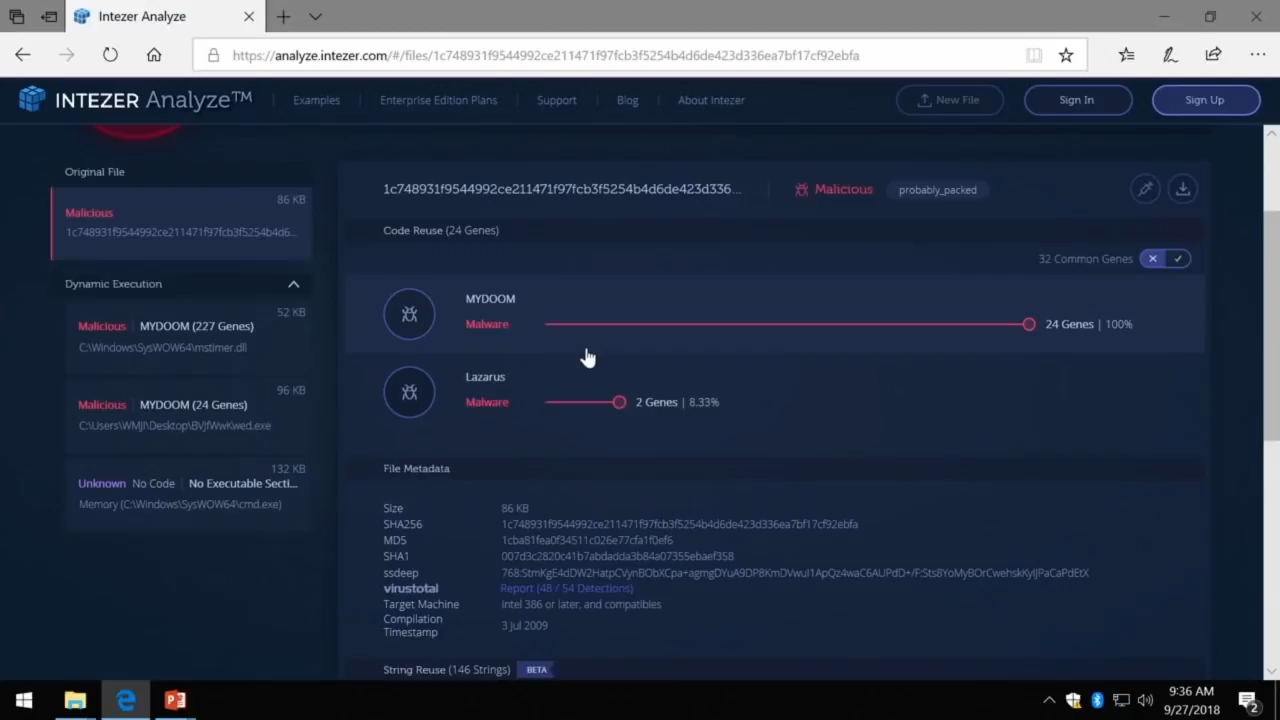 Intezer Analyze
https://analyze.intezer.com/#/files/1c748931f9544992ce211471f97fcb3f5254b4d6de423d336ea7bf17cf92ebfa
INTEZER Analyze™
Examples
Enterprise Edition Plans
Support
Blog
About Intezer
New File
Sign In
Sign Up
Original File
86 KB
Malicious
1c748931f9544992ce211471f97fcb3f5254b4d6...
Dynamic Execution
52 KB
Malicious | MYDOOM (227 Genes)
C:\Windows\SysWOW64\mstimer.dll
96 KB
Malicious | MYDOOM (24 Genes)
C:\Users\WMJI\Desktop\BVJfWwKwed.exe
132 KB
Unknown No Code | No Executable Secti...
Memory (C:\Windows\SysWOW64\cmd.exe)
1c748931f9544992ce211471f97fcb3f5254b4d6de423d336...
Malicious
probably_packed
Code Reuse (24 Genes)
32 Common Genes
MYDOOM
Malware
24 Genes | 100%
Lazarus
Malware
2 Genes | 8.33%
File Metadata
Size 86 KB
SHA256 1c748931f9544992ce211471f97fcb3f5254b4d6de423d336ea7bf17cf92ebfa
MD5 1cba81fea0f34511c026e77cfa1f0ef6
SHA1 007d3c2820c41b7abdadda3b84a07355ebaef358
ssdeep
virustotal Report (48 / 54 Detections)
Target Machine Intel 386 or later, and compatibles
Compilation
Timestamp
3 Jul 2009
String Reuse (146 Strings) BETA
9:36 AM
9/27/2018
2